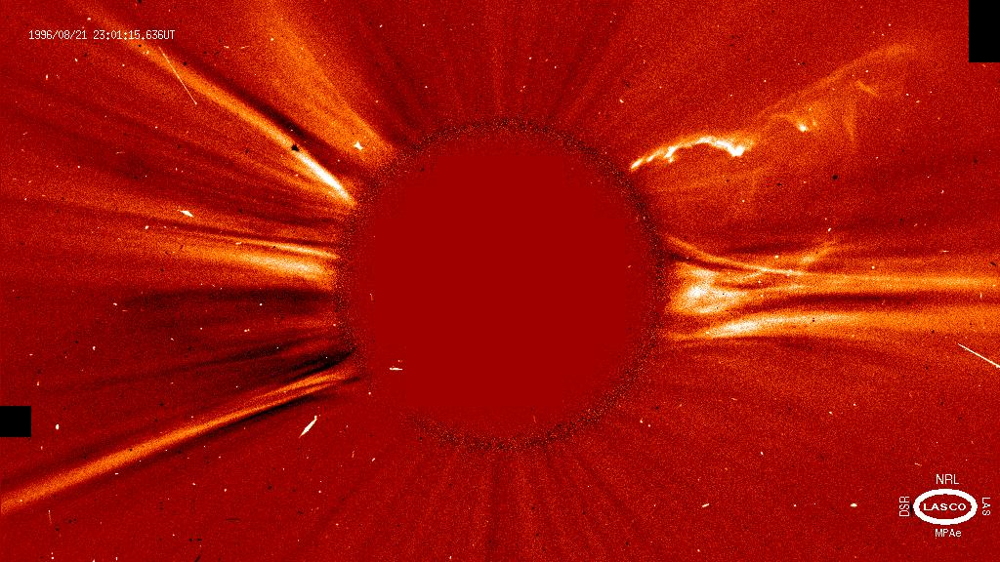 1996/08/21 23:01:15.636UT
NRL
DSR
LASCO
LAS
MPAe